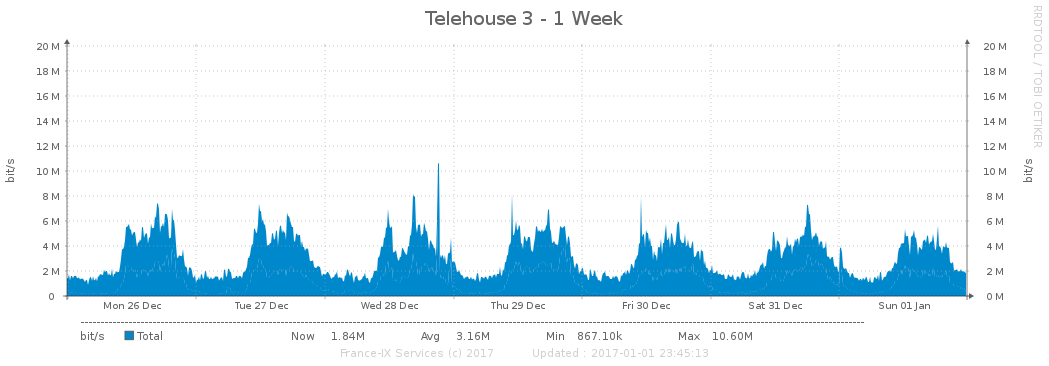 Telehouse 3 - 1 Week
RRDTOOL / TOBI OETIKER
bit/s
20 M 20 M
18 M 18 M
16 M 16 M
14 M 14 M
12 M 12 M
10 M 10 M
8 M 8 M
6 M 6 M
4 M 4 M
2 M 2 M
0 0 M
bit/s
Mon 26 Dec Tue 27 Dec Wed 28 Dec Thu 29 Dec Fri 30 Dec Sat 31 Dec Sun 01 Jan
bit/s Total Now 1.84M Avg 3.16M Min 867.10k Max 10.60M
France-IX Services (c) 2017 Updated : 2017-01-01 23:45:13